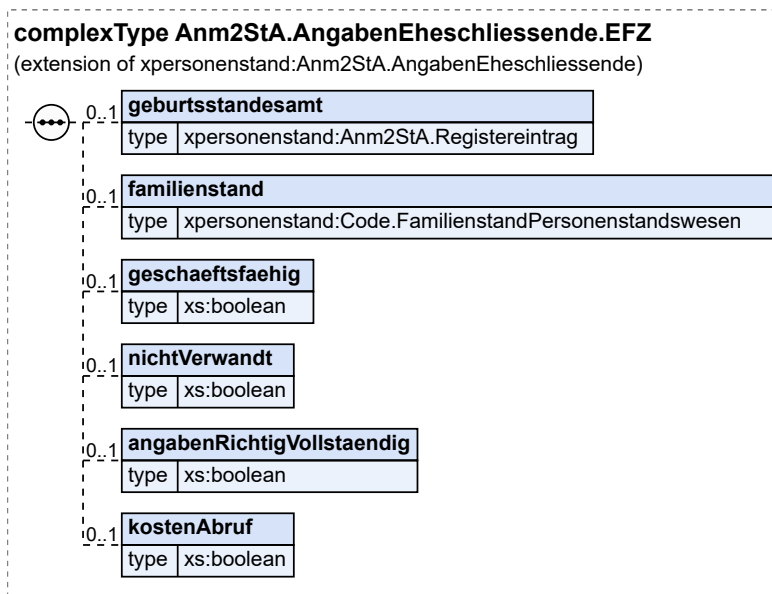 complexType Anm2StA.AngabenEheschliessende.EFZ
(extension of xpersonenstand:Anm2StA.AngabenEheschliessende)
0..1 geburtsstandesamt
type xpersonenstand:Anm2StA.Registereintrag
0..1 familienstand
type xpersonenstand:Code.FamilienstandPersonenstandswesen
0..1 geschaeftsfaehig
type xs:boolean
0..1 nichtVerwandt
type xs:boolean
0..1 angabenRichtigVollstaendig
type xs:boolean
0..1 kostenAbruf
type xs:boolean